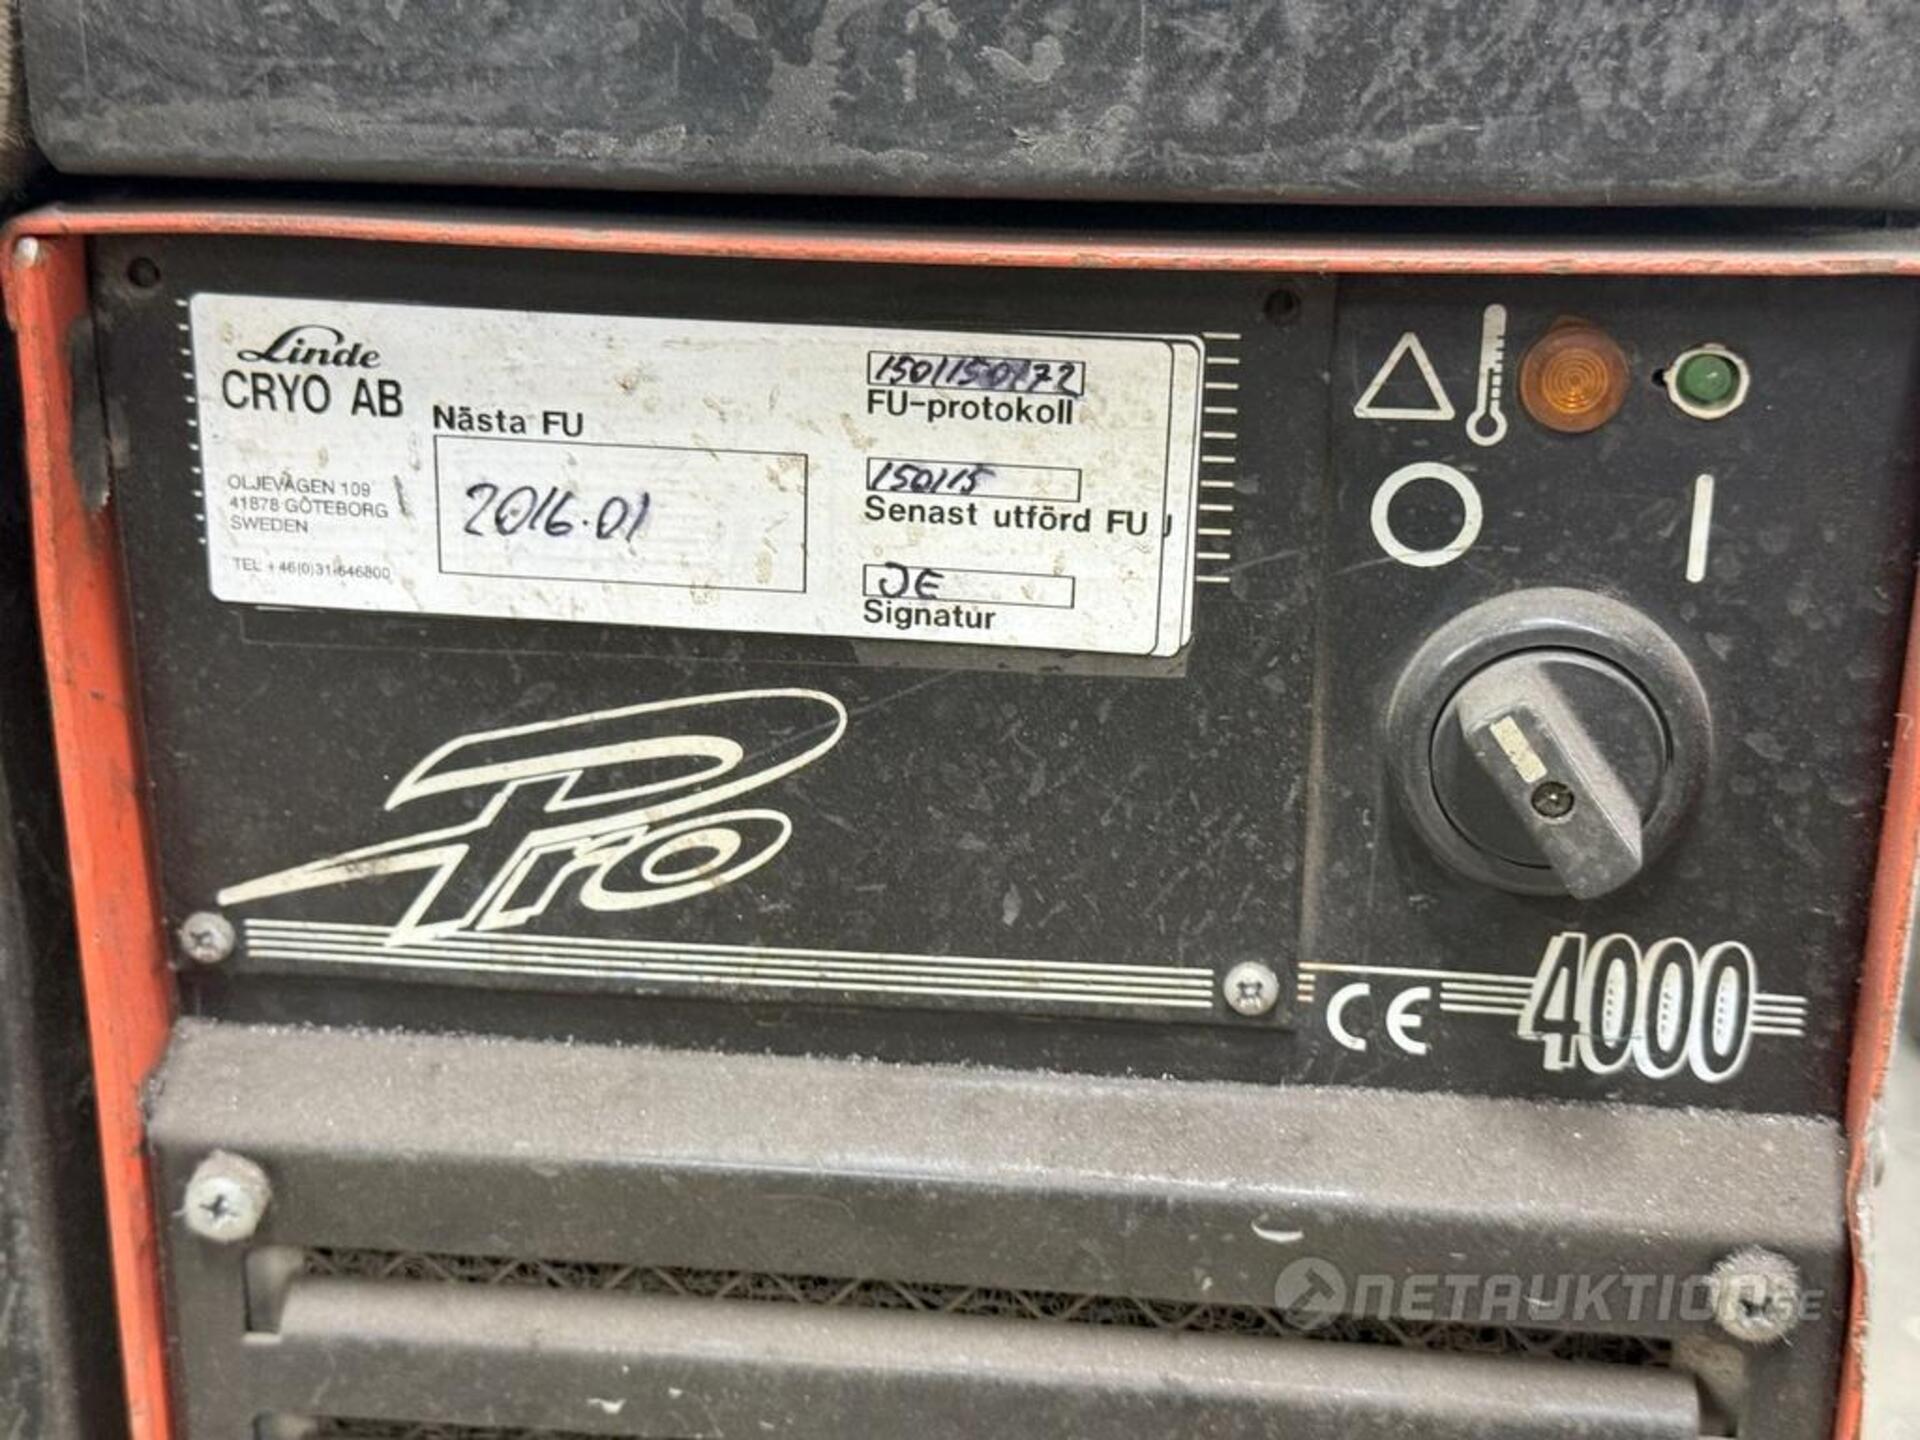 Linde
CRYO AB
OLJEVÄGEN 109
41878 GÖTEBORG
SWEDEN
TEL +46(0)31-646800
Nästa FU
2016.01
1501150172
FU-protokoll
150115
Senast utförd FU
JE
Signatur
Pro
CE 4000
NETAUKTION.SE